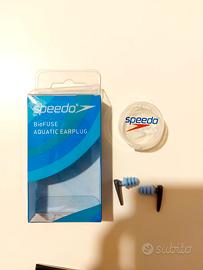 speedo
BioFUSE
AQUATIC EARPLUG
speedo
subito